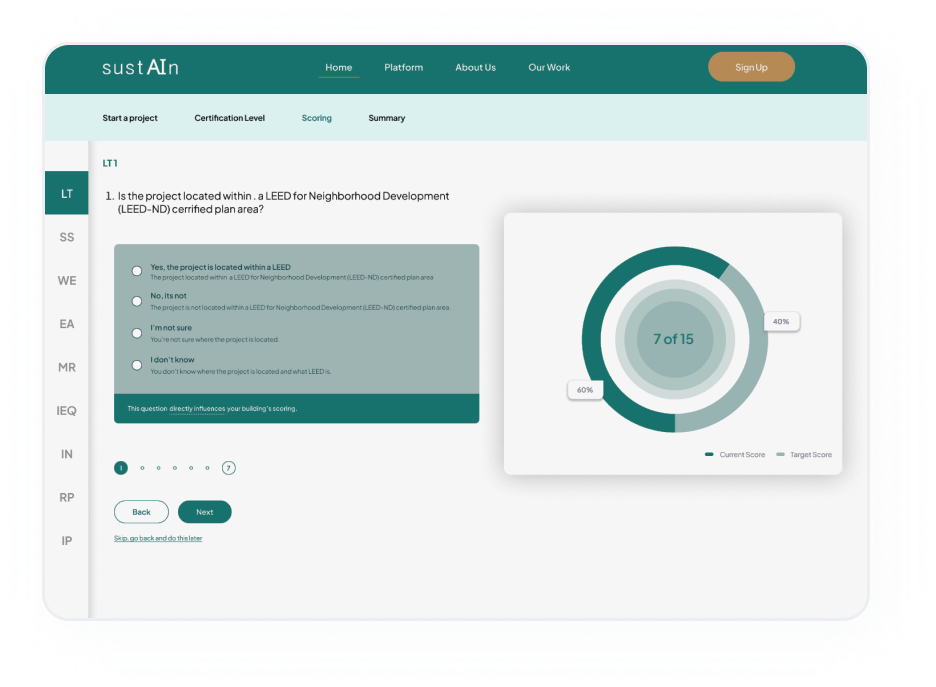 sustAIn
Home Platform About Us Our Work Sign Up
Start a project Certification Level Scoring Summary
LT 1
LT
SS
WE
EA
MR
IEQ
IN
RP
IP
1. Is the project located within . a LEED for Neighborhood Development
(LEED-ND) cerrified plan area?
Yes, the project is located within a LEED
The project located within a LEED for Neighborhood Development (LEED-ND) certified plan area
No, its not
The project is not located within a LEED for Neighborhood Development (LEED-ND) certified plan area.
I'm not sure
You're not sure where the project is located.
I don't know
You don't know where the project is located and what LEED is.
This question directly influences your building's scoring.
1 7
Back Next
Skip, go back and do this later
7 of 15
40%
60%
Current Score Target Score